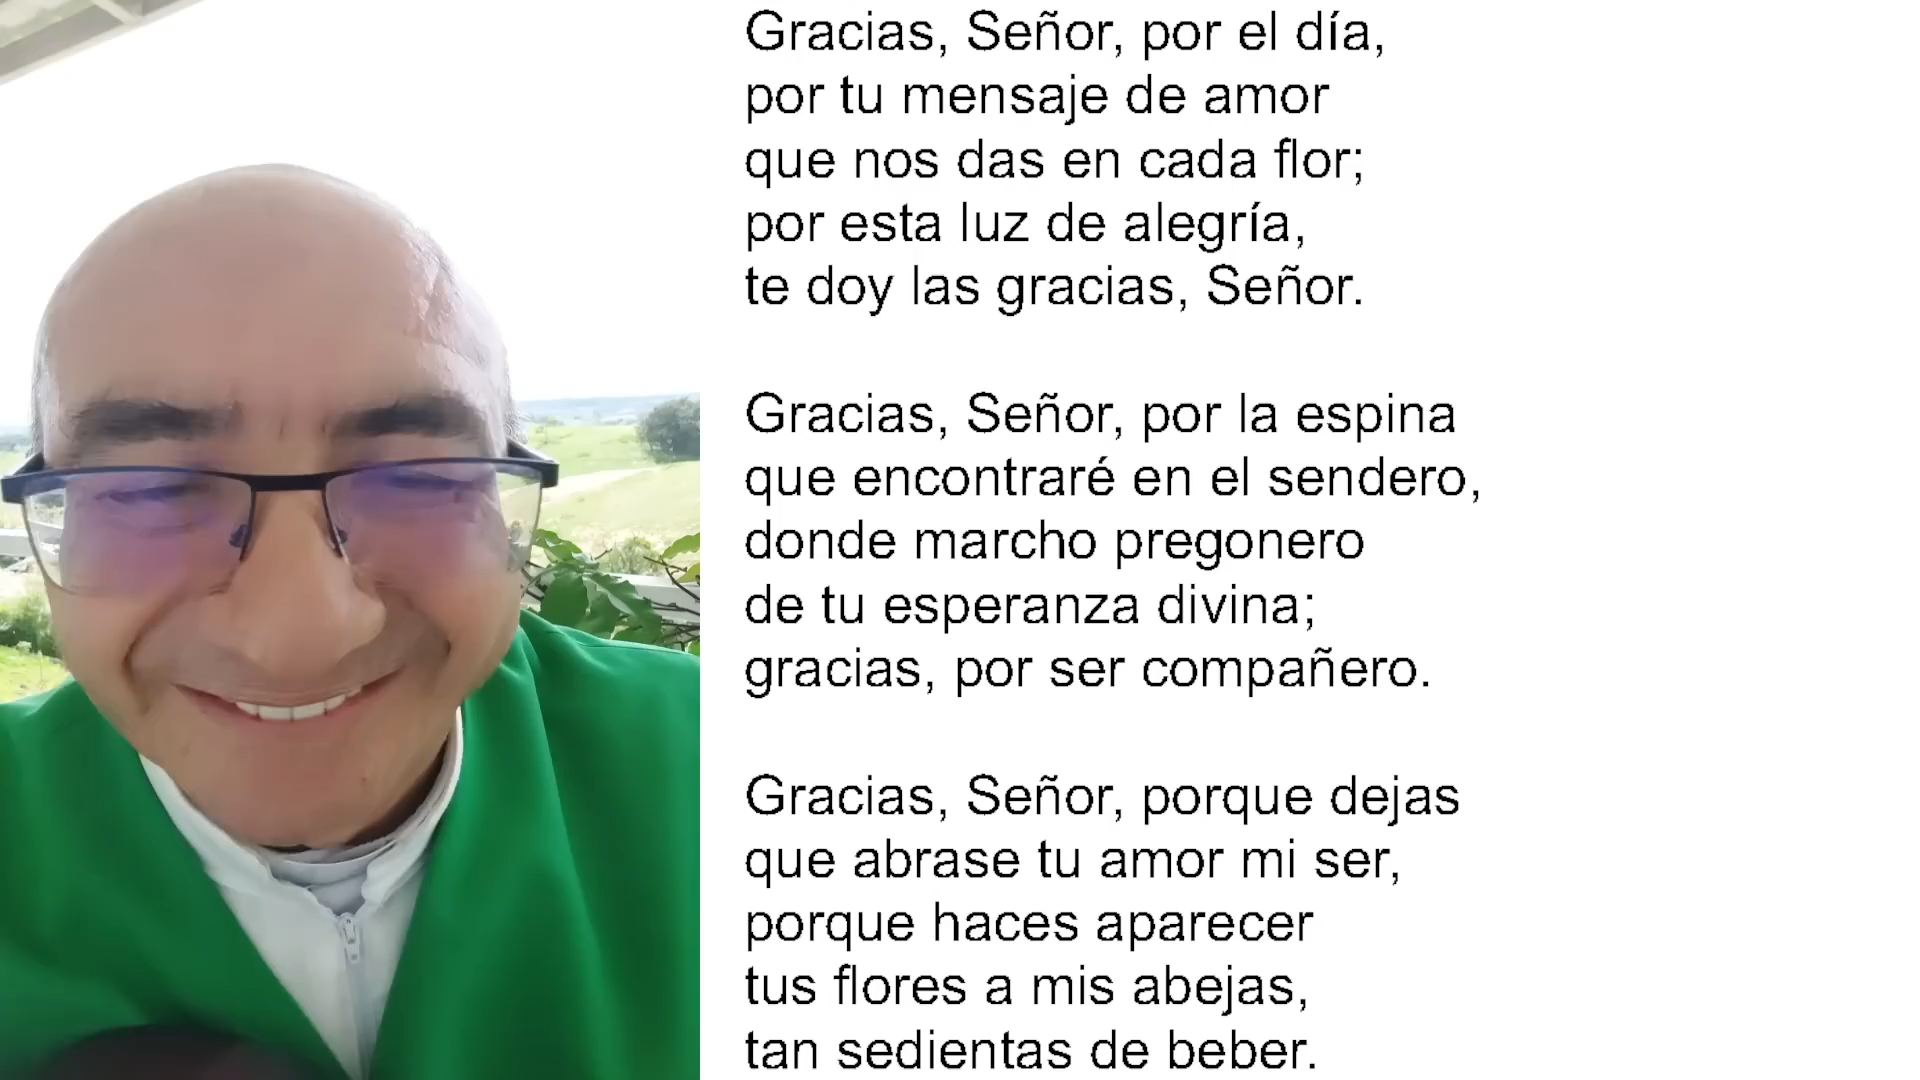 Gracias, Señor, por el día,
por tu mensaje de amor
que nos das en cada flor;
por esta luz de alegría,
te doy las gracias, Señor.
Gracias, Señor, por la espina
que encontraré en el sendero,
donde marcho pregonero
de tu esperanza divina;
gracias, por ser compañero.
Gracias, Señor, porque dejas
que abrase tu amor mi ser,
porque haces aparecer
tus flores a mis abejas,
tan sedientas de beber.